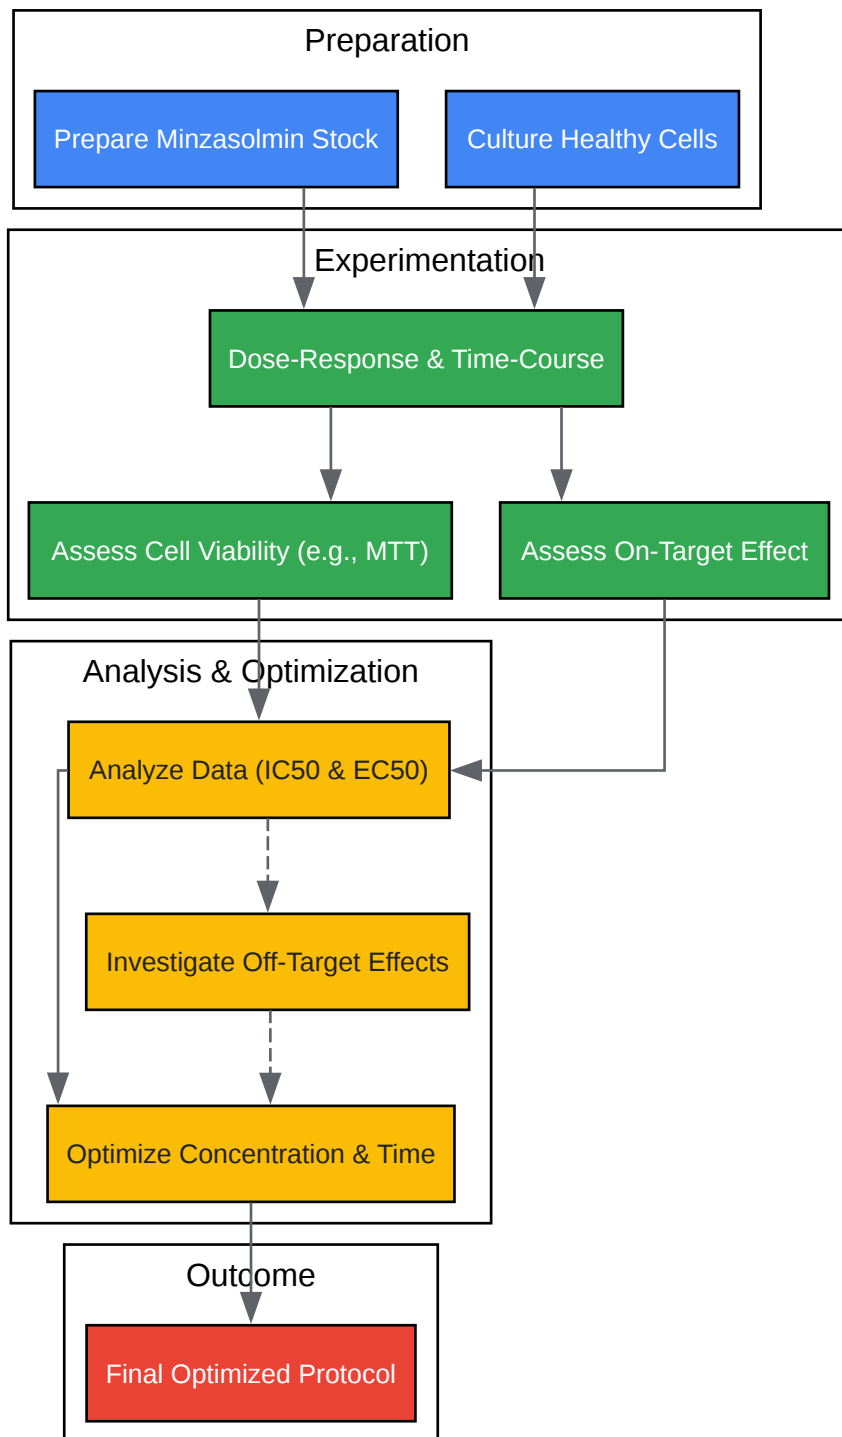 Preparation
Prepare Minzasolmin Stock
Culture Healthy Cells
Experimentation
Dose-Response & Time-Course
Assess Cell Viability (e.g., MTT)
Assess On-Target Effect
Analysis & Optimization
Analyze Data (IC50 & EC50)
Investigate Off-Target Effects
Optimize Concentration & Time
Outcome
Final Optimized Protocol